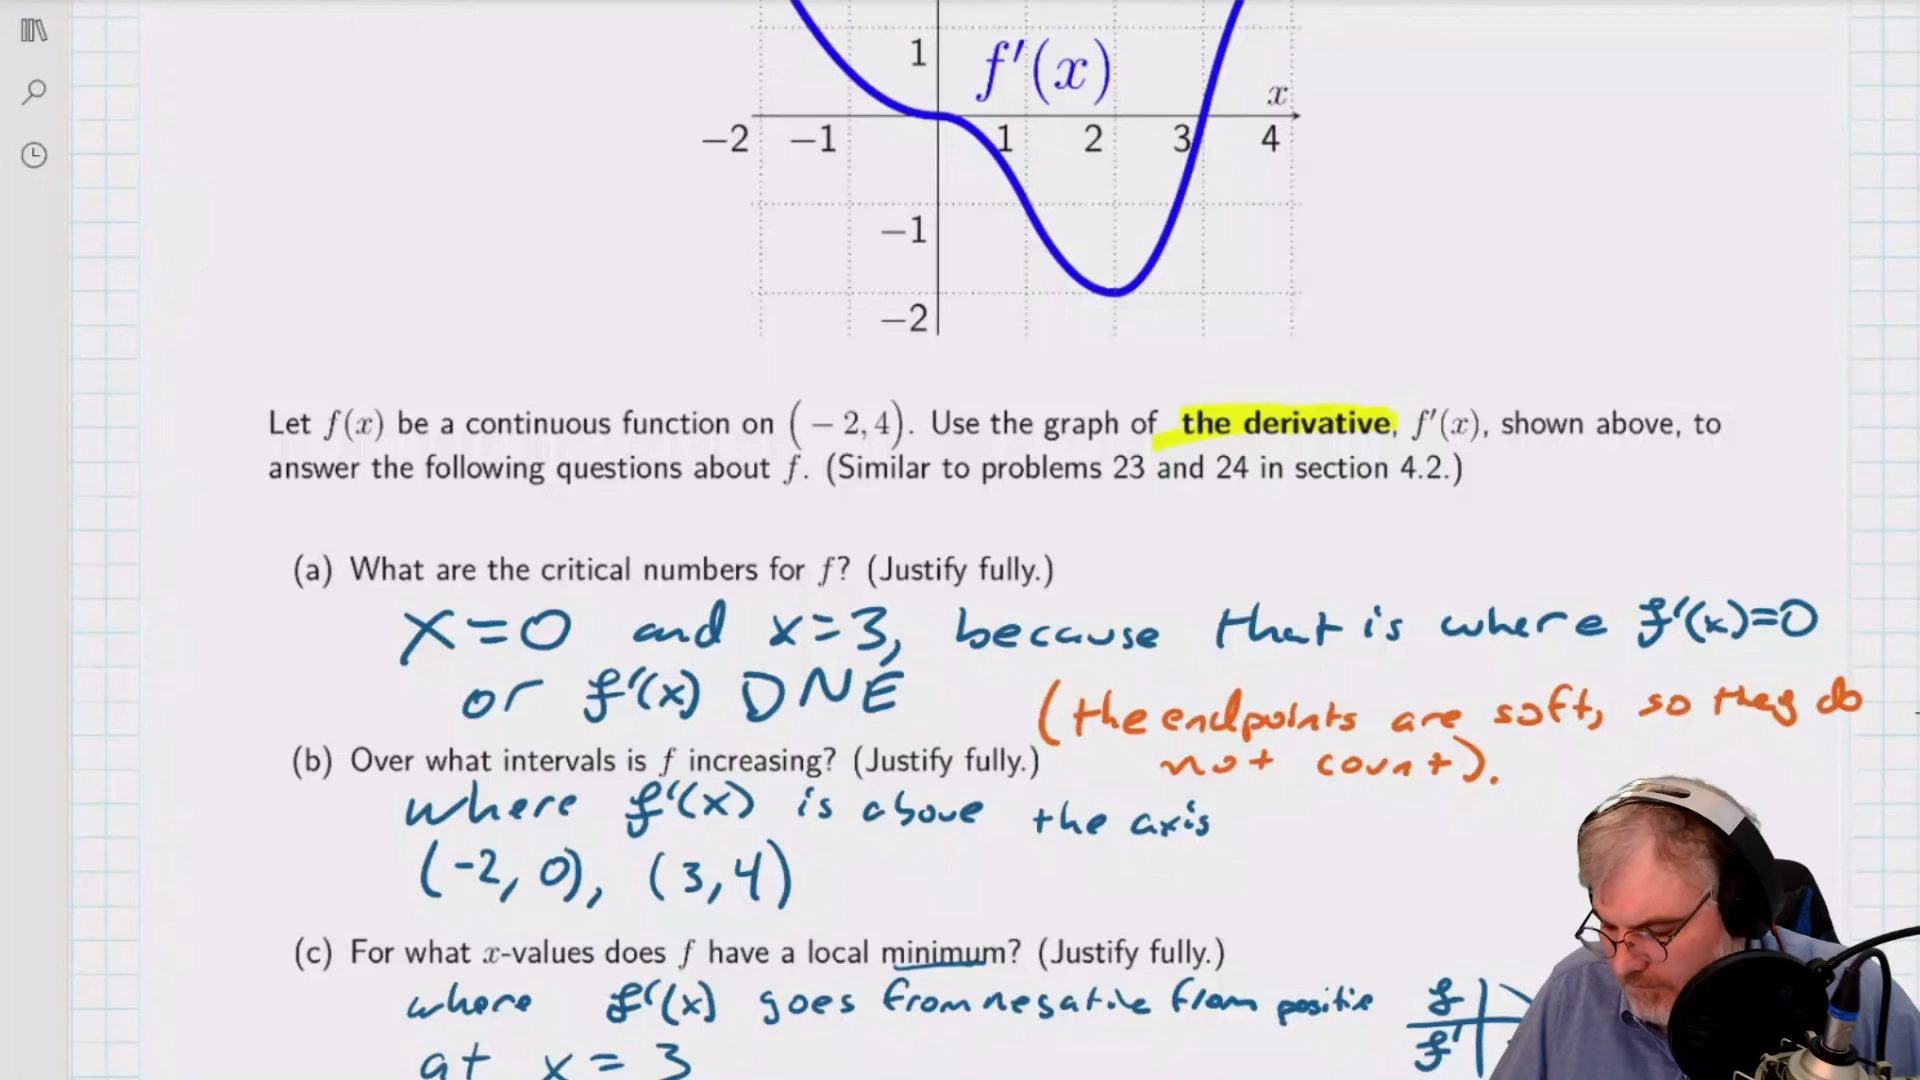 1
f'(x)
x
−2 −1 1 2 3 4
−1
−2
Let f(x) be a continuous function on (−2, 4). Use the graph of the derivative, f'(x), shown above, to
answer the following questions about f. (Similar to problems 23 and 24 in section 4.2.)
(a) What are the critical numbers for f? (Justify fully.)
x=0 and x=3, because that is where f'(x)=0
or f'(x) DNE
(the endpoints are soft, so they do
not count).
(b) Over what intervals is f increasing? (Justify fully.)
where f'(x) is above the axis
(-2, 0), (3,4)
(c) For what x-values does f have a local minimum? (Justify fully.)
where f'(x) goes from negative from positie
f
f'
at x = 3